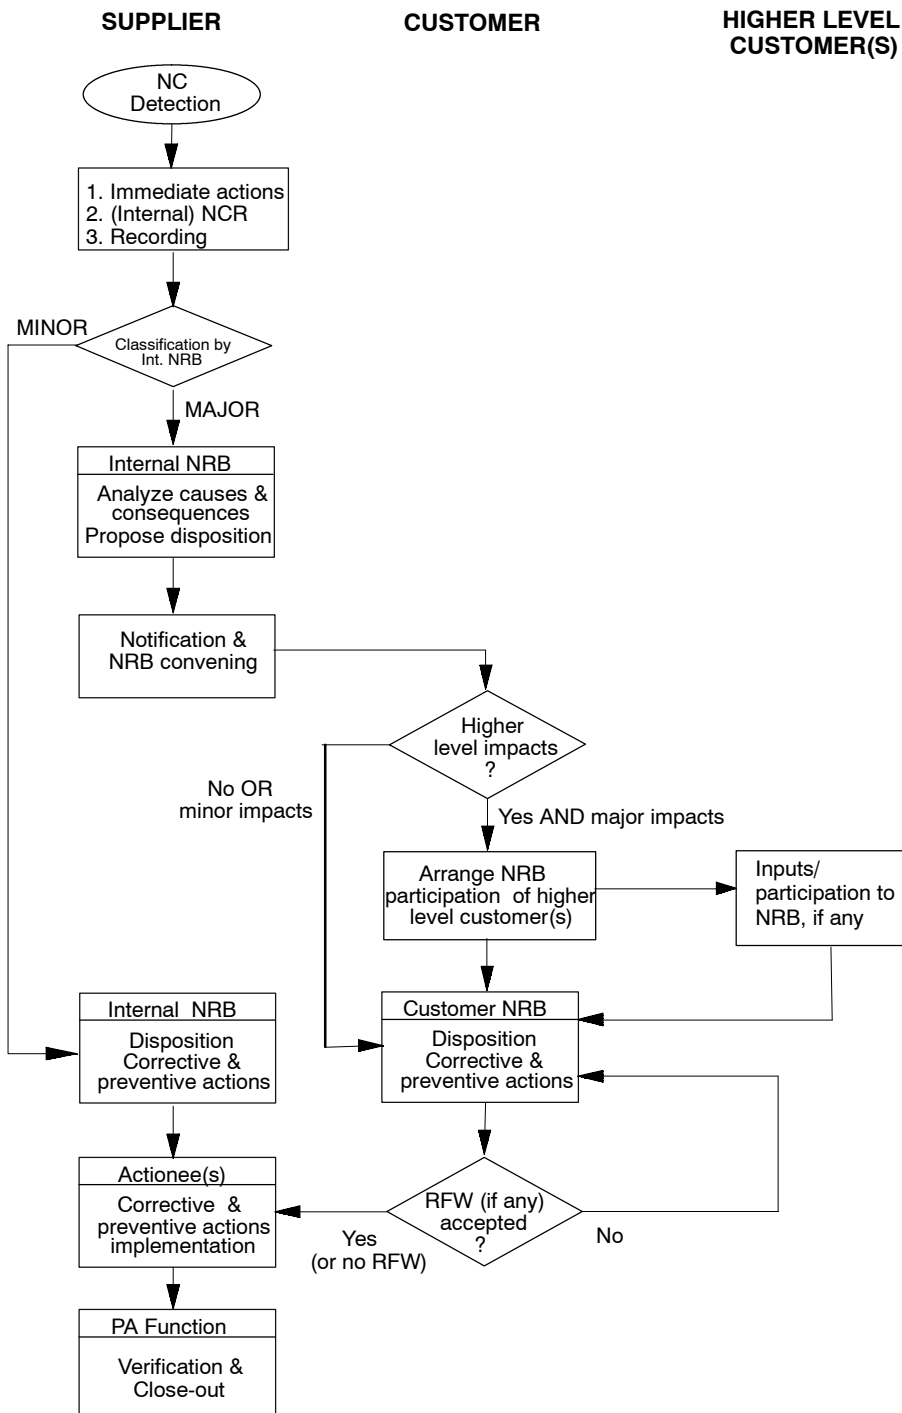 SUPPLIER
CUSTOMER
HIGHER LEVEL
CUSTOMER(S)
NC
Detection
1. Immediate actions
2. (Internal) NCR
3. Recording
MINOR
Classification by
Int. NRB
MAJOR
Internal NRB
Analyze causes &
consequences
Propose disposition
Notification &
NRB convening
Higher
level impacts
?
No OR
minor impacts
Yes AND major impacts
Arrange NRB
participation of higher
level customer(s)
Inputs/
participation to
NRB, if any
Internal NRB
Disposition
Corrective &
preventive actions
Customer NRB
Disposition
Corrective &
preventive actions
Actionee(s)
Corrective &
preventive actions
implementation
RFW (if any)
accepted
?
Yes
(or no RFW)
No
PA Function
Verification &
Close-out